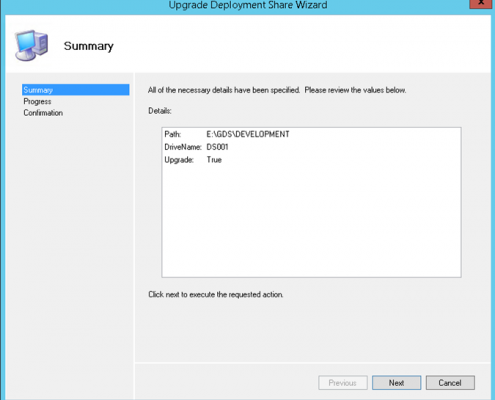 Upgrade Deployment Share Wizard
x
Summary
Summary
Progress
Confirmation
All of the necessary details have been specified. Please review the values below.
Details:
Path: E:\GDS\DEVELOPMENT
DriveName: DS001
Upgrade: True
Click next to execute the requested action.
Previous Next Cancel